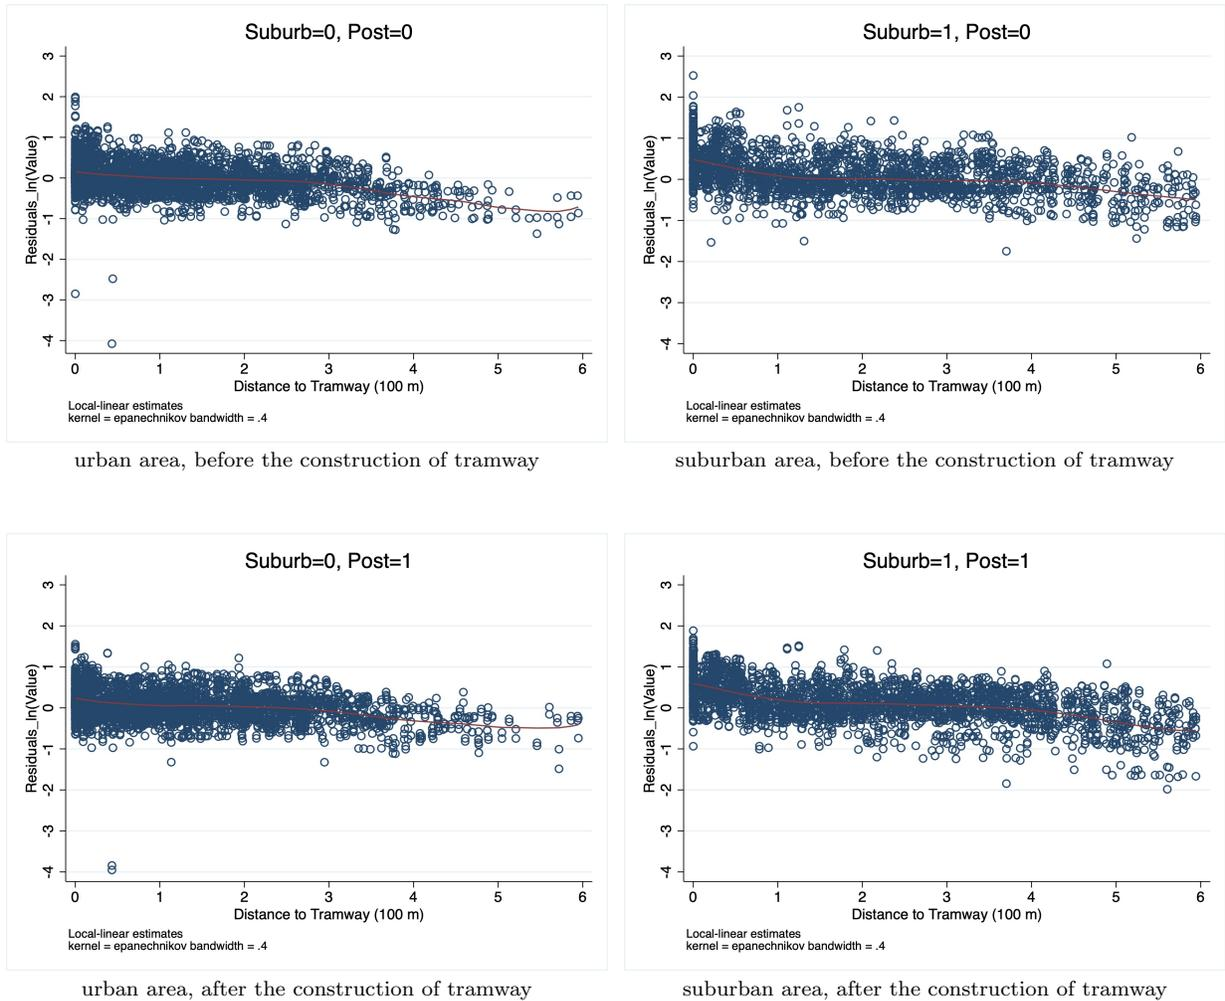 Suburb=0, Post=0
Residuals_ln(Value)
3
2
1
0
-1
-2
-3
-4
0 1 2 3 4 5 6
Distance to Tramway (100 m)
Local-linear estimates
kernel = epanechnikov bandwidth = .4
urban area, before the construction of tramway
Suburb=1, Post=0
Residuals_ln(Value)
3
2
1
0
-1
-2
-3
-4
0 1 2 3 4 5 6
Distance to Tramway (100 m)
Local-linear estimates
kernel = epanechnikov bandwidth = .4
suburban area, before the construction of tramway
Suburb=0, Post=1
Residuals_ln(Value)
3
2
1
0
-1
-2
-3
-4
0 1 2 3 4 5 6
Distance to Tramway (100 m)
Local-linear estimates
kernel = epanechnikov bandwidth = .4
urban area, after the construction of tramway
Suburb=1, Post=1
Residuals_ln(Value)
3
2
1
0
-1
-2
-3
-4
0 1 2 3 4 5 6
Distance to Tramway (100 m)
Local-linear estimates
kernel = epanechnikov bandwidth = .4
suburban area, after the construction of tramway